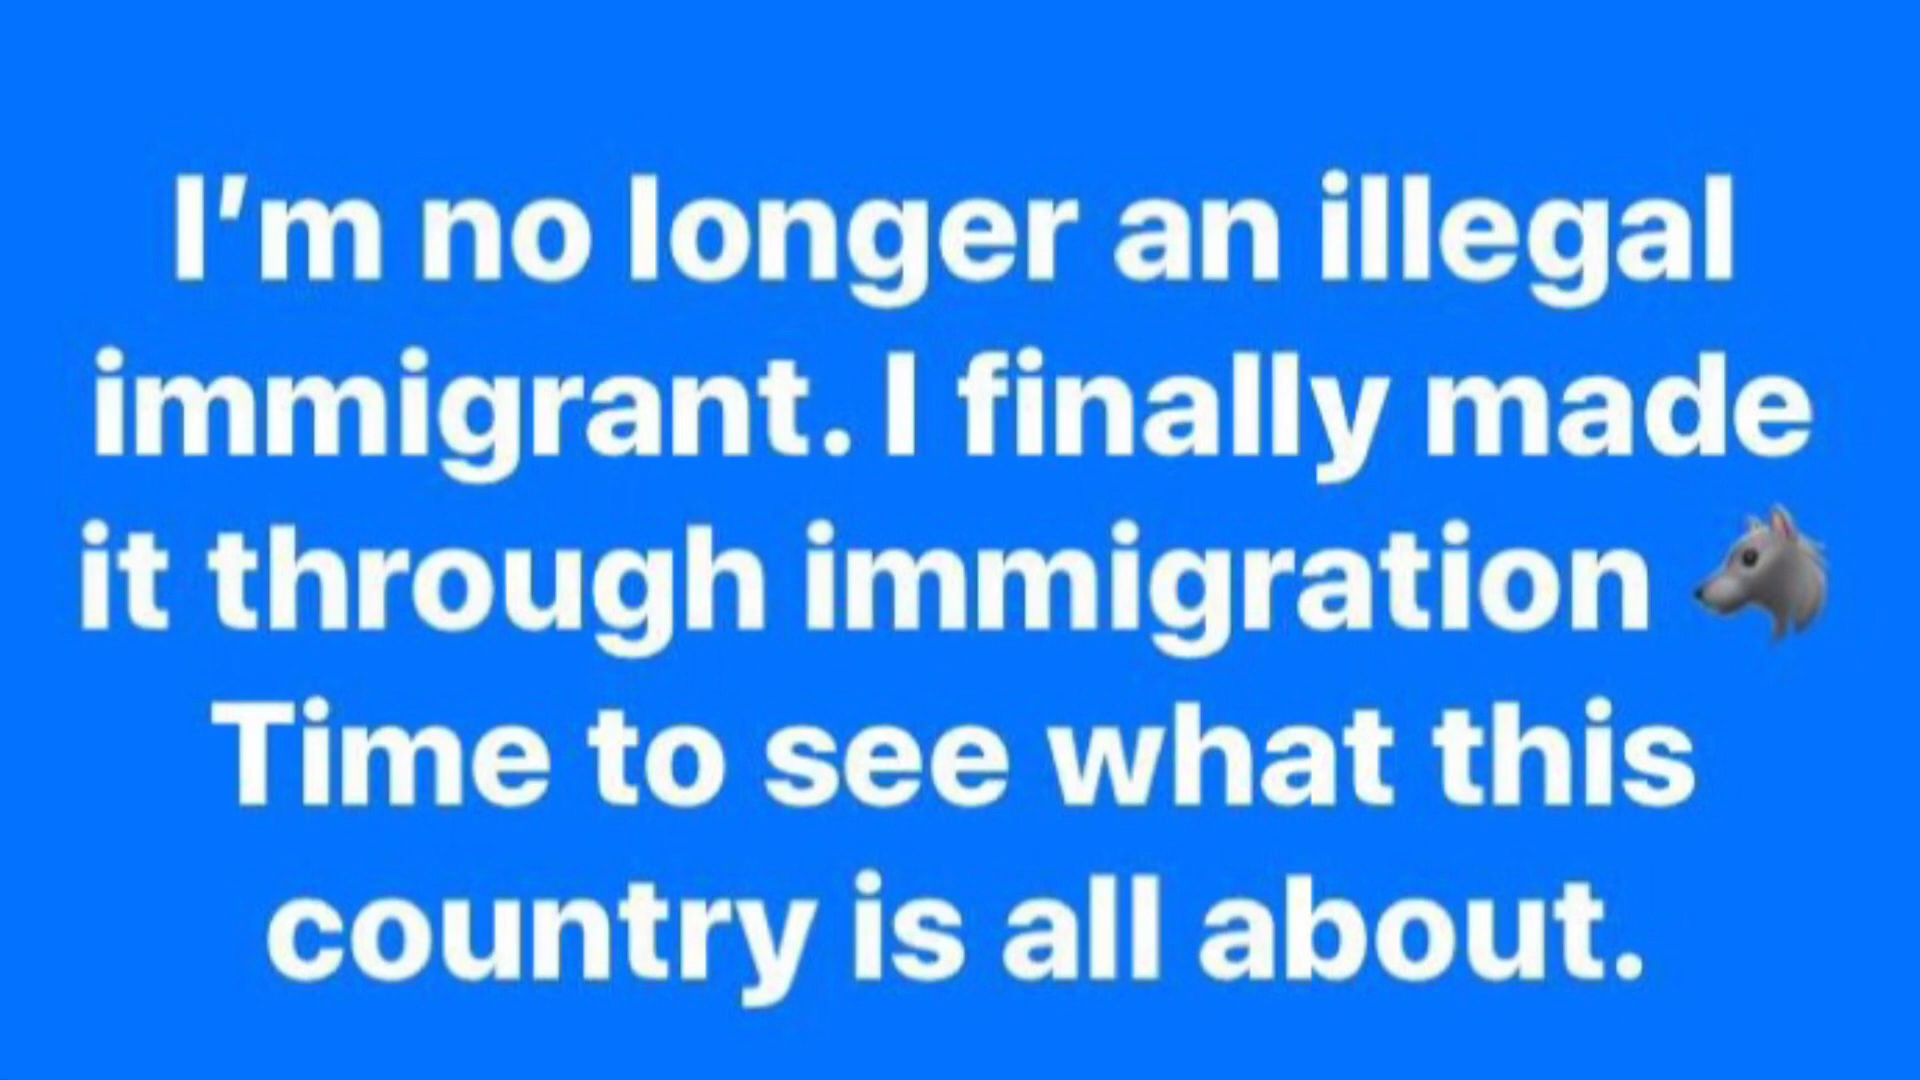 I’m no longer an illegal
immigrant. I finally made
it through immigration 🐺
Time to see what this
country is all about.